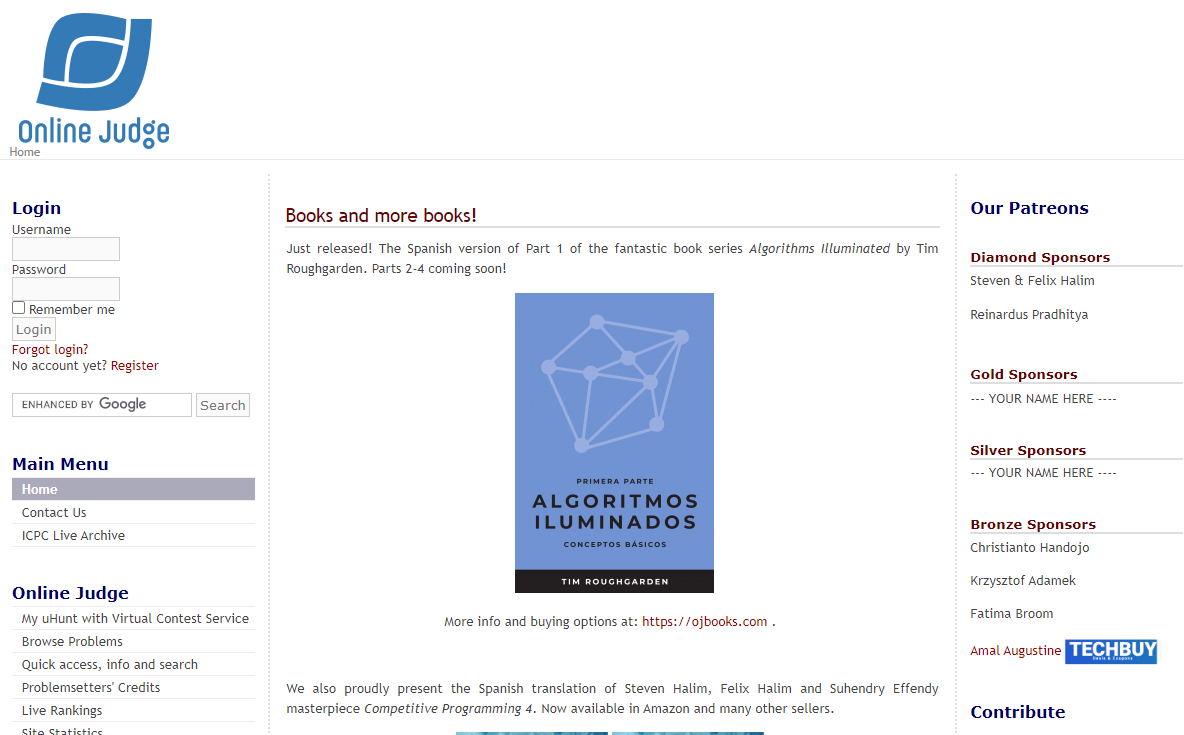 Online Judge
Home
Login
Username
Password
Remember me
Login
Forgot login?
No account yet? Register
ENHANCED BY Google
Search
Main Menu
Home
Contact Us
ICPC Live Archive
Online Judge
My uHunt with Virtual Contest Service
Browse Problems
Quick access, info and search
Problemsetters' Credits
Live Rankings
Site Statistics
Books and more books!
Just released! The Spanish version of Part 1 of the fantastic book series Algorithms Illuminated by Tim
Roughgarden. Parts 2-4 coming soon!
PRIMERA PARTE
ALGORITMOS
ILUMINADOS
CONCEPTOS BÁSICOS
TIM ROUGHGARDEN
More info and buying options at: https://ojbooks.com .
We also proudly present the Spanish translation of Steven Halim, Felix Halim and Suhendry Effendy
masterpiece Competitive Programming 4. Now available in Amazon and many other sellers.
Our Patreons
Diamond Sponsors
Steven & Felix Halim
Reinardus Pradhitya
Gold Sponsors
--- YOUR NAME HERE ----
Silver Sponsors
--- YOUR NAME HERE ----
Bronze Sponsors
Christianto Handojo
Krzysztof Adamek
Fatima Broom
Amal Augustine TECHBUY
Deals & Coupons
Contribute